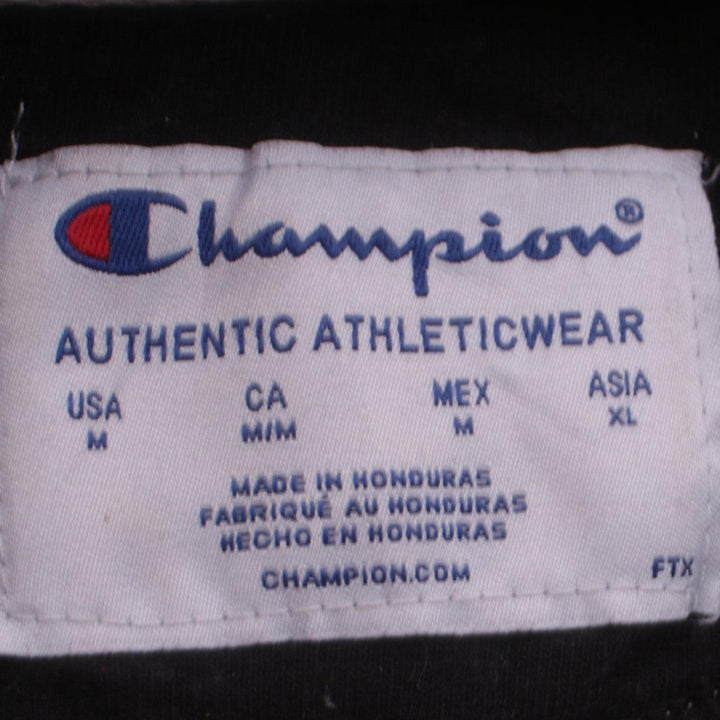 Champion®
AUTHENTIC ATHLETICWEAR
USA CA MEX ASIA
M M/M M XL
MADE IN HONDURAS
FABRIQUÉ AU HONDURAS
HECHO EN HONDURAS
CHAMPION.COM FTX